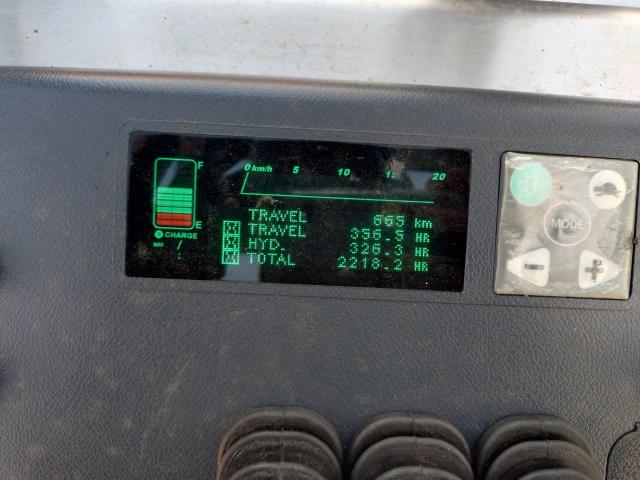 F
0 km/h 5 10 20
E
CHARGE
DAY / :
TRAVEL 665 km
TRAVEL 356.5 HR
HYD. 326.3 HR
TOTAL 2218.2 HR
MODE
- +